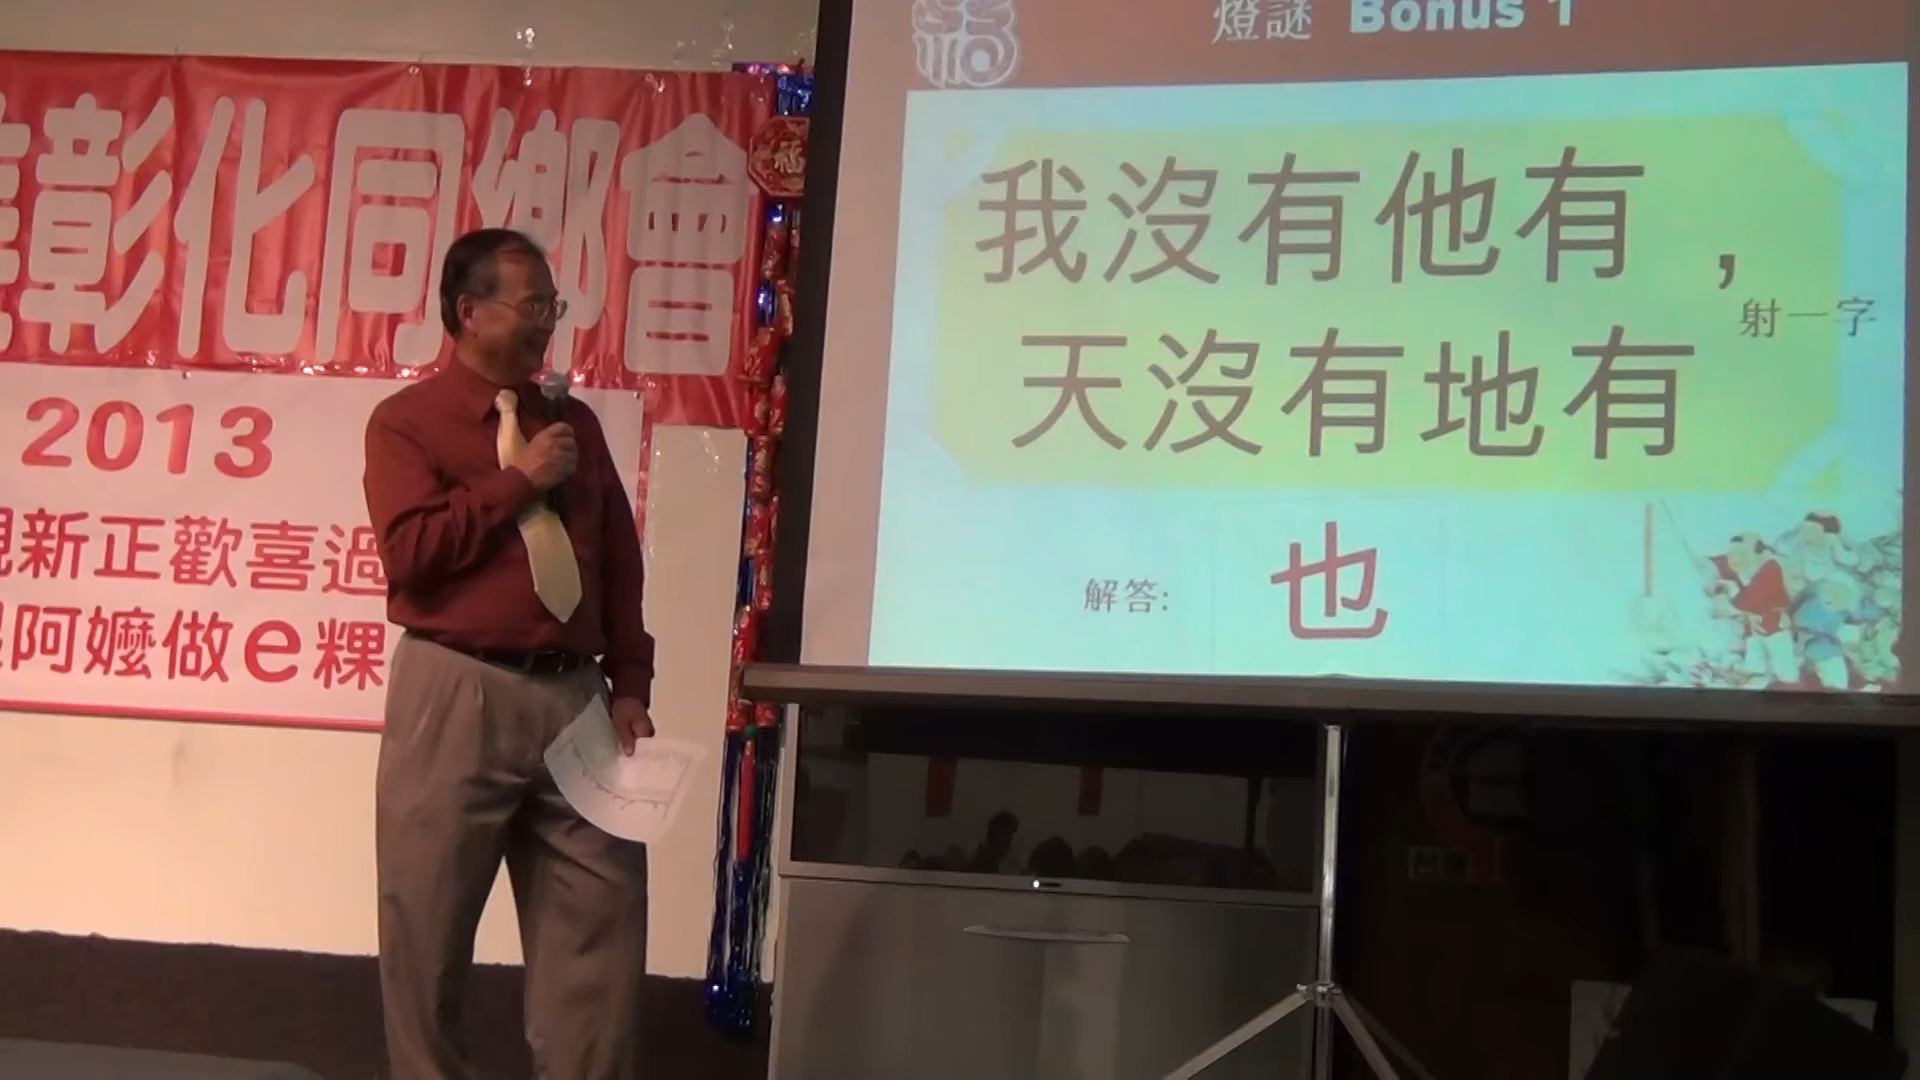 彰化同鄉會
2013
新正歡喜過
阿嬤做e粿
福
燈謎 Bonus 1
我沒有他有，
天沒有地有
射一字
解答:
也